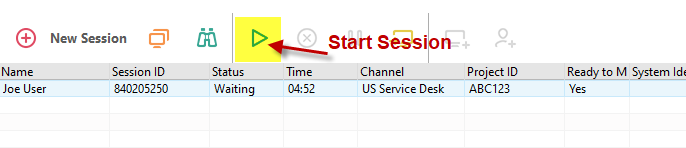 New Session
Start Session
Name Session ID Status Time Channel Project ID Ready to M System Ide
Joe User 840205250 Waiting 04:52 US Service Desk ABC123 Yes